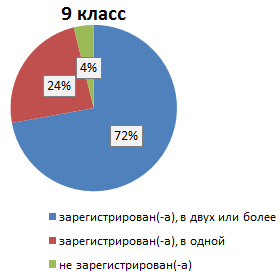 9 класс
4%
24%
72%
зарегистрирован(-а), в двух или более
зарегистрирован(-а), в одной
не зарегистрирован(-а)